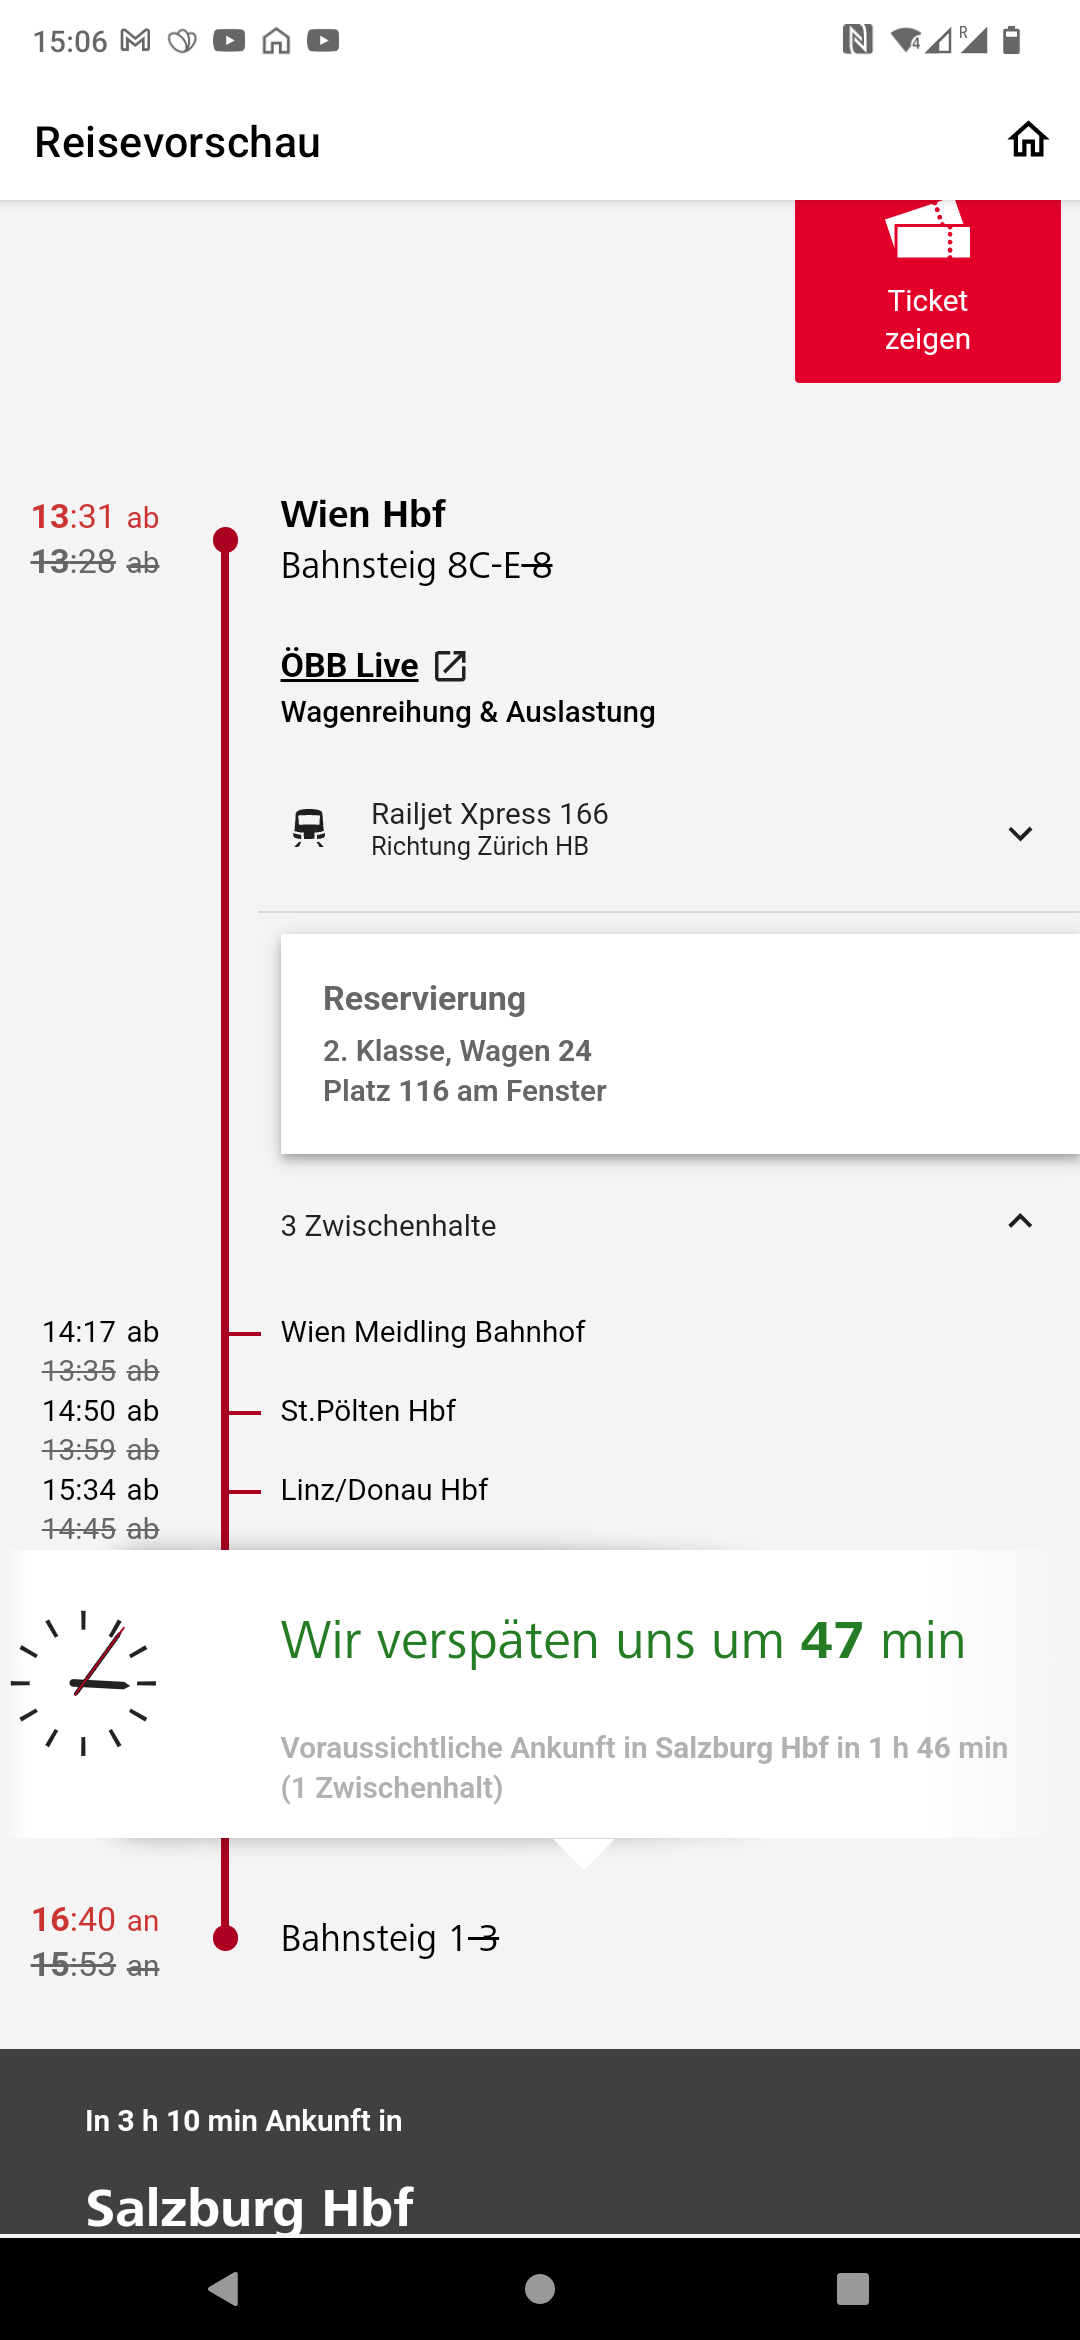 15:06
R
4
Reisevorschau
Ticket
zeigen
13:31 ab
13:28 ab
Wien Hbf
Bahnsteig 8C-E 8
ÖBB Live
Wagenreihung & Auslastung
Railjet Xpress 166
Richtung Zürich HB
Reservierung
2. Klasse, Wagen 24
Platz 116 am Fenster
3 Zwischenhalte
14:17 ab Wien Meidling Bahnhof
13:35 ab
14:50 ab St.Pölten Hbf
13:59 ab
15:34 ab Linz/Donau Hbf
14:45 ab
Wir verspäten uns um 47 min
Voraussichtliche Ankunft in Salzburg Hbf in 1 h 46 min
(1 Zwischenhalt)
16:40 an
15:53 an
Bahnsteig 1 3
In 3 h 10 min Ankunft in
Salzburg Hbf